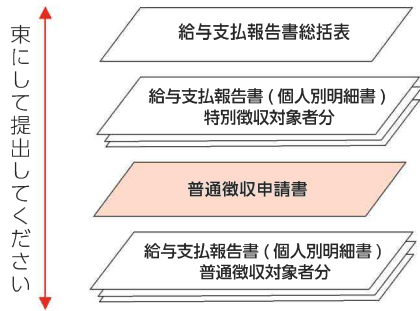 束にして提出してください
給与支払報告書総括表
給与支払報告書(個人別明細書)
特別徴収対象者分
普通徴収申請書
給与支払報告書(個人別明細書)
普通徴収対象者分